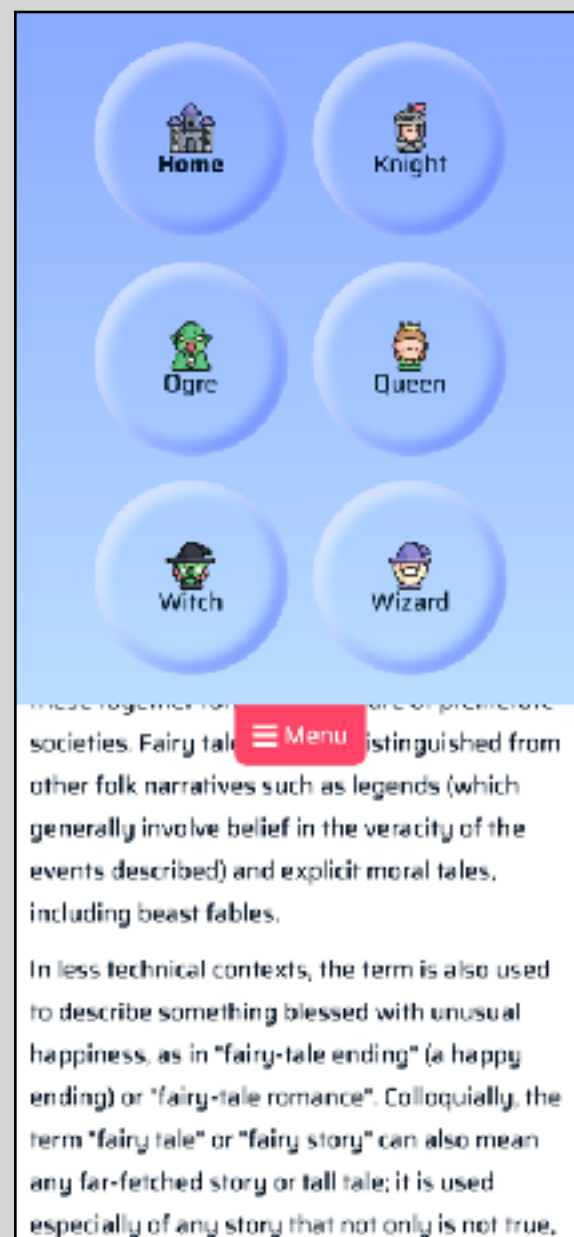 Home
Knight
Ogre
Queen
Witch
Wizard
Menu
societies. Fairy istinguished from
other folk narratives such as legends (which
generally involve belief in the veracity of the
events described) and explicit moral tales,
including beast fables.
In less technical contexts, the term is also used
to describe something blessed with unusual
happiness, as in "fairy-tale ending" (a happy
ending) or "fairy-tale romance". Colloquially, the
term "fairy tale" or "fairy story" can also mean
any far-fetched story or tall tale; it is used
especially of any story that not only is not true,